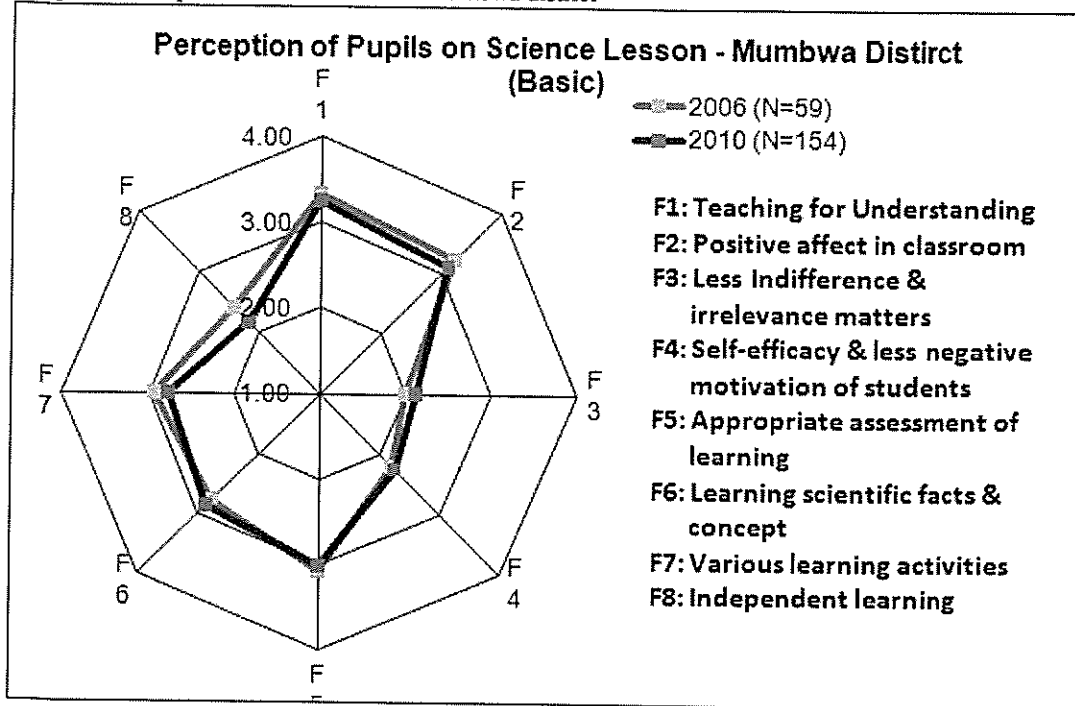 Perception of Pupils on Science Lesson - Mumbwa Distirct
(Basic)
2006 (N=59)
2010 (N=154)
F
1
4.00
3.00
2.00
1.00
F
2
F
3
F
4
F
F
6
F
7
F
8
F1: Teaching for Understanding
F2: Positive affect in classroom
F3: Less Indifference &
irrelevance matters
F4: Self-efficacy & less negative
motivation of students
F5: Appropriate assessment of
learning
F6: Learning scientific facts &
concept
F7: Various learning activities
F8: Independent learning